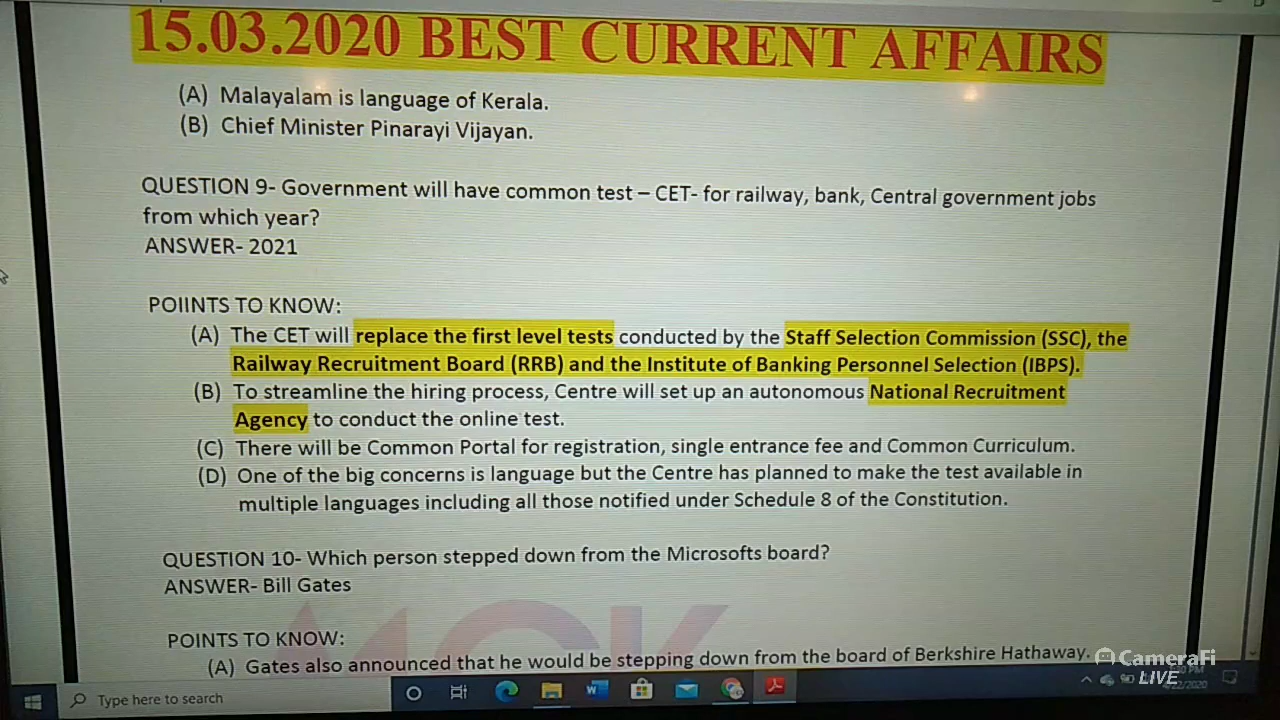 15.03.2020 BEST CURRENT AFFAIRS
(A) Malayalam is language of Kerala.
(B) Chief Minister Pinarayi Vijayan.
QUESTION 9- Government will have common test – CET- for railway, bank, Central government jobs
from which year?
ANSWER- 2021
POIINTS TO KNOW:
(A) The CET will replace the first level tests conducted by the Staff Selection Commission (SSC), the
Railway Recruitment Board (RRB) and the Institute of Banking Personnel Selection (IBPS).
(B) To streamline the hiring process, Centre will set up an autonomous National Recruitment
Agency to conduct the online test.
(C) There will be Common Portal for registration, single entrance fee and Common Curriculum.
(D) One of the big concerns is language but the Centre has planned to make the test available in
multiple languages including all those notified under Schedule 8 of the Constitution.
QUESTION 10- Which person stepped down from the Microsofts board?
ANSWER- Bill Gates
MCK
POINTS TO KNOW:
(A) Gates also announced that he would be stepping down from the board of Berkshire Hathaway.
CameraFi
LIVE
Type here to search